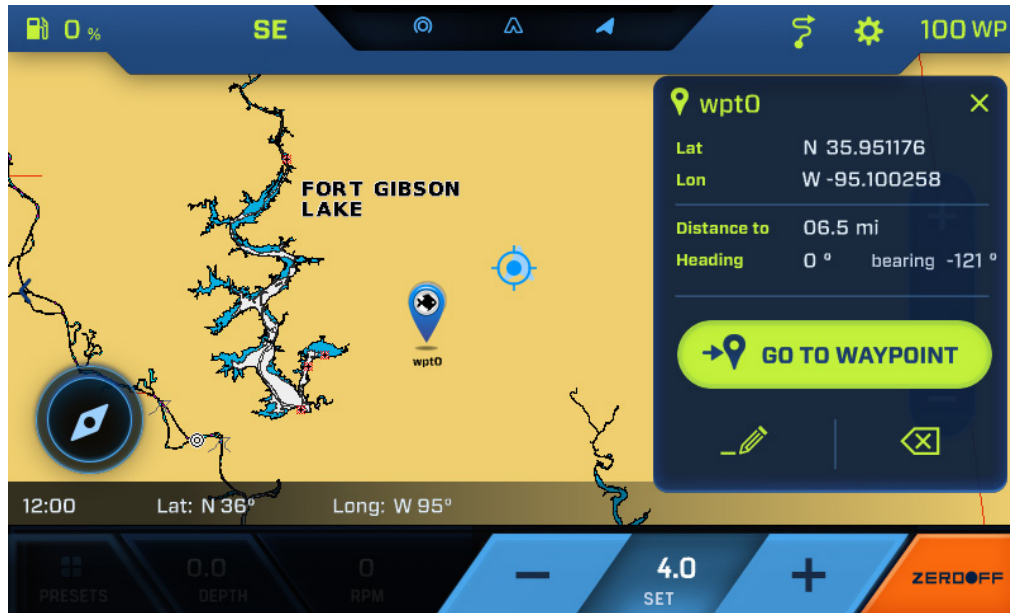 0 %
SE
100 WP
FORT GIBSON
LAKE
wpt0
wpt0
Lat N 35.951176
Lon W -95.100258
Distance to 06.5 mi
Heading 0 º bearing -121 º
GO TO WAYPOINT
12:00 Lat: N 36º Long: W 95º
PRESETS
0.0
DEPTH
0
RPM
4.0
SET
ZEROOFF